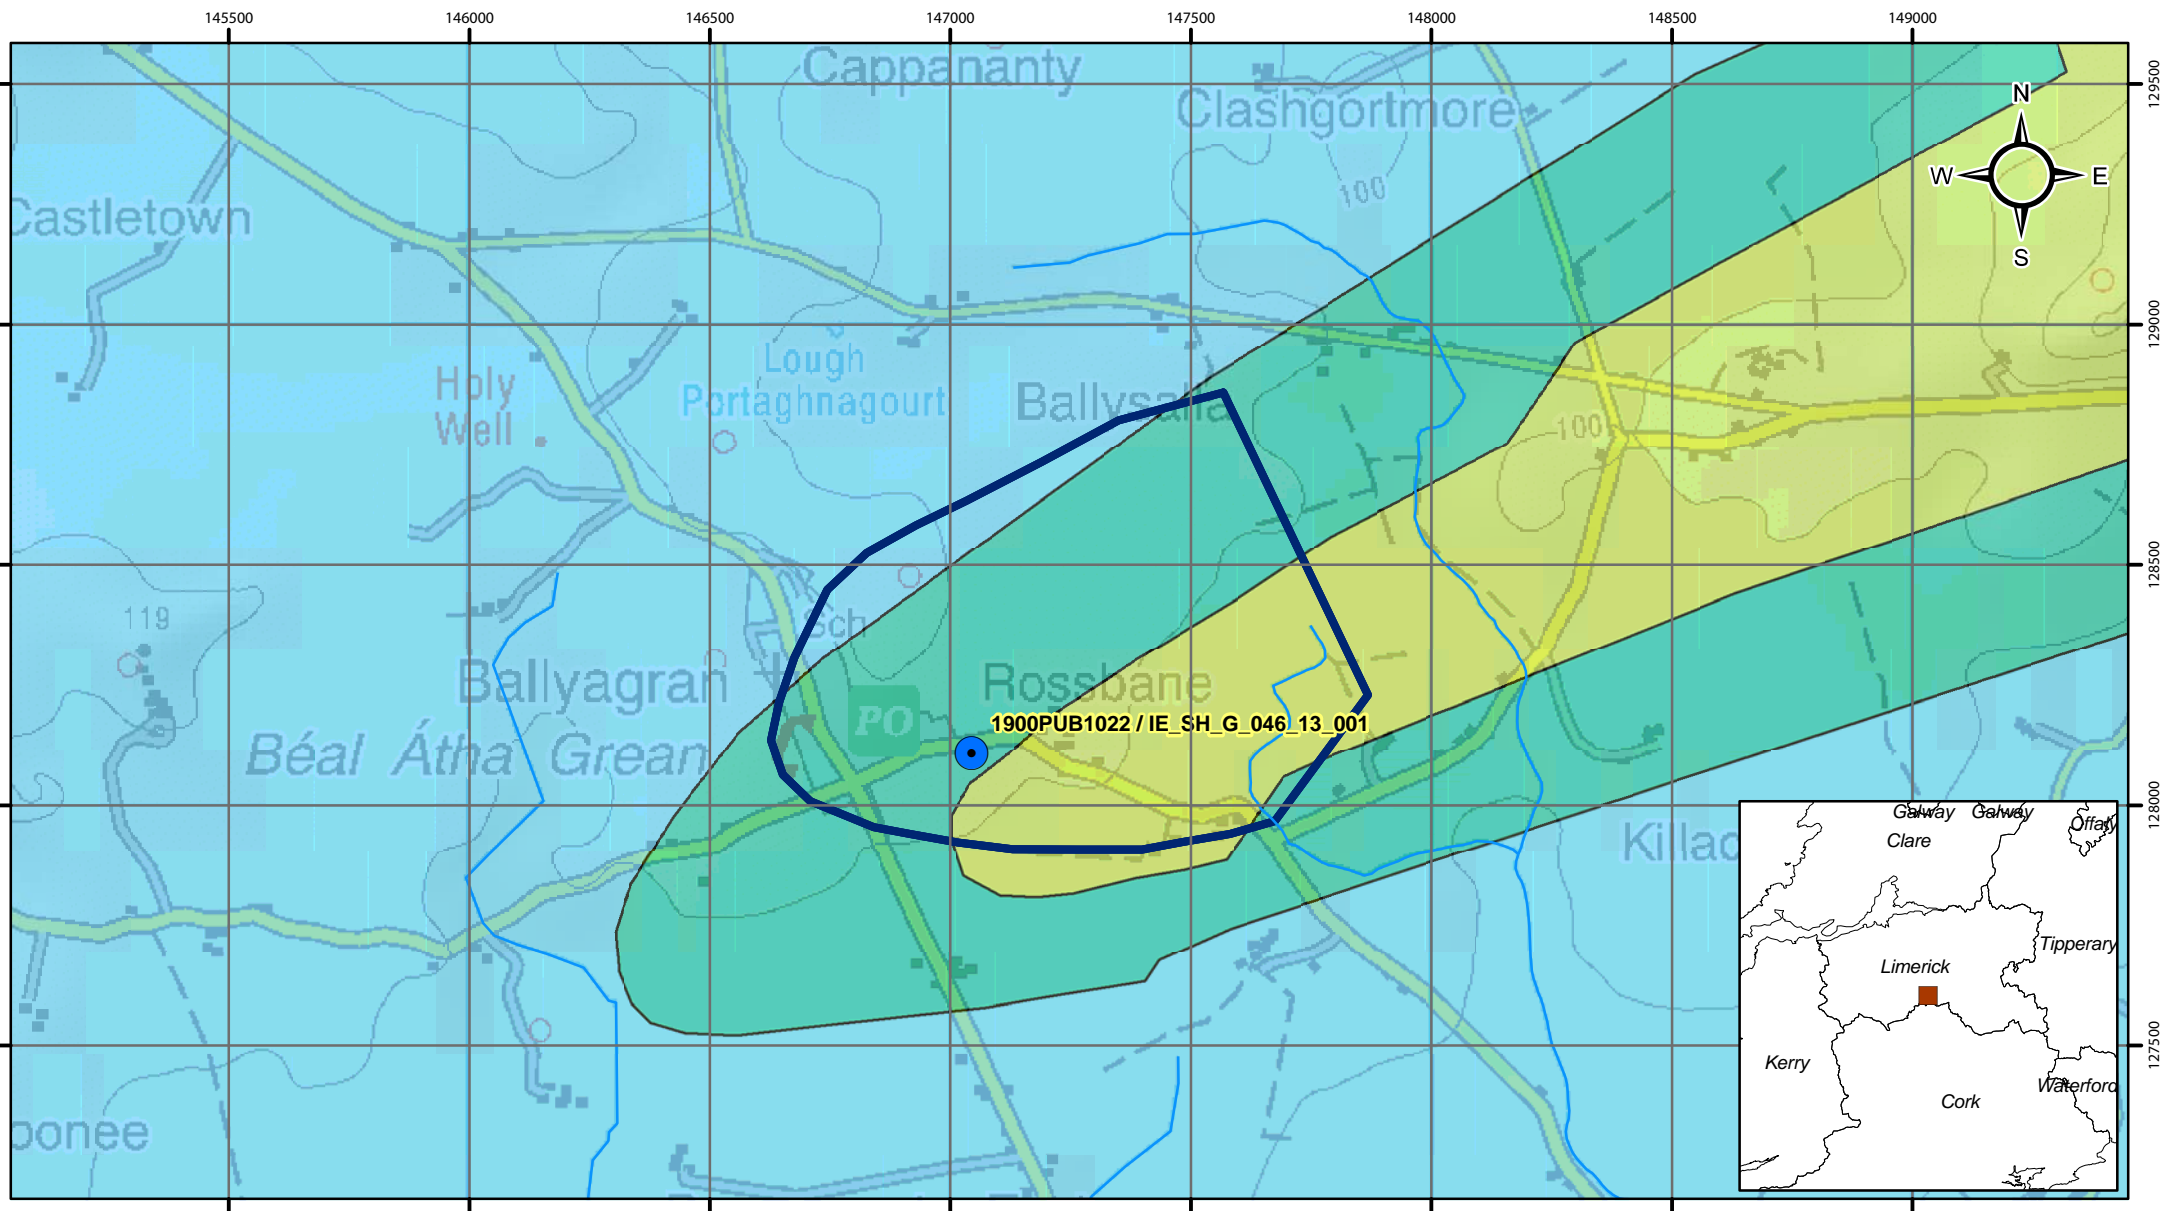 145500 146000 146500 147000 147500 148000 148500 149000
Cappananty
129500
N
Clashgortmore
W E
100
Castletown
S
129000
Lough
Portaghnagourt
Holy
Well
Ballysalla
100
128500
119
Sch
Ballyagran
Rossbane
PO
1900PUB1022 / IE_SH_G_046_13_001
Béal Átha Grean
128000
Killac
Galway Galway
Offaly
Clare
Tipperary
Limerick
127500
Kerry
Waterford
Cork
oonee